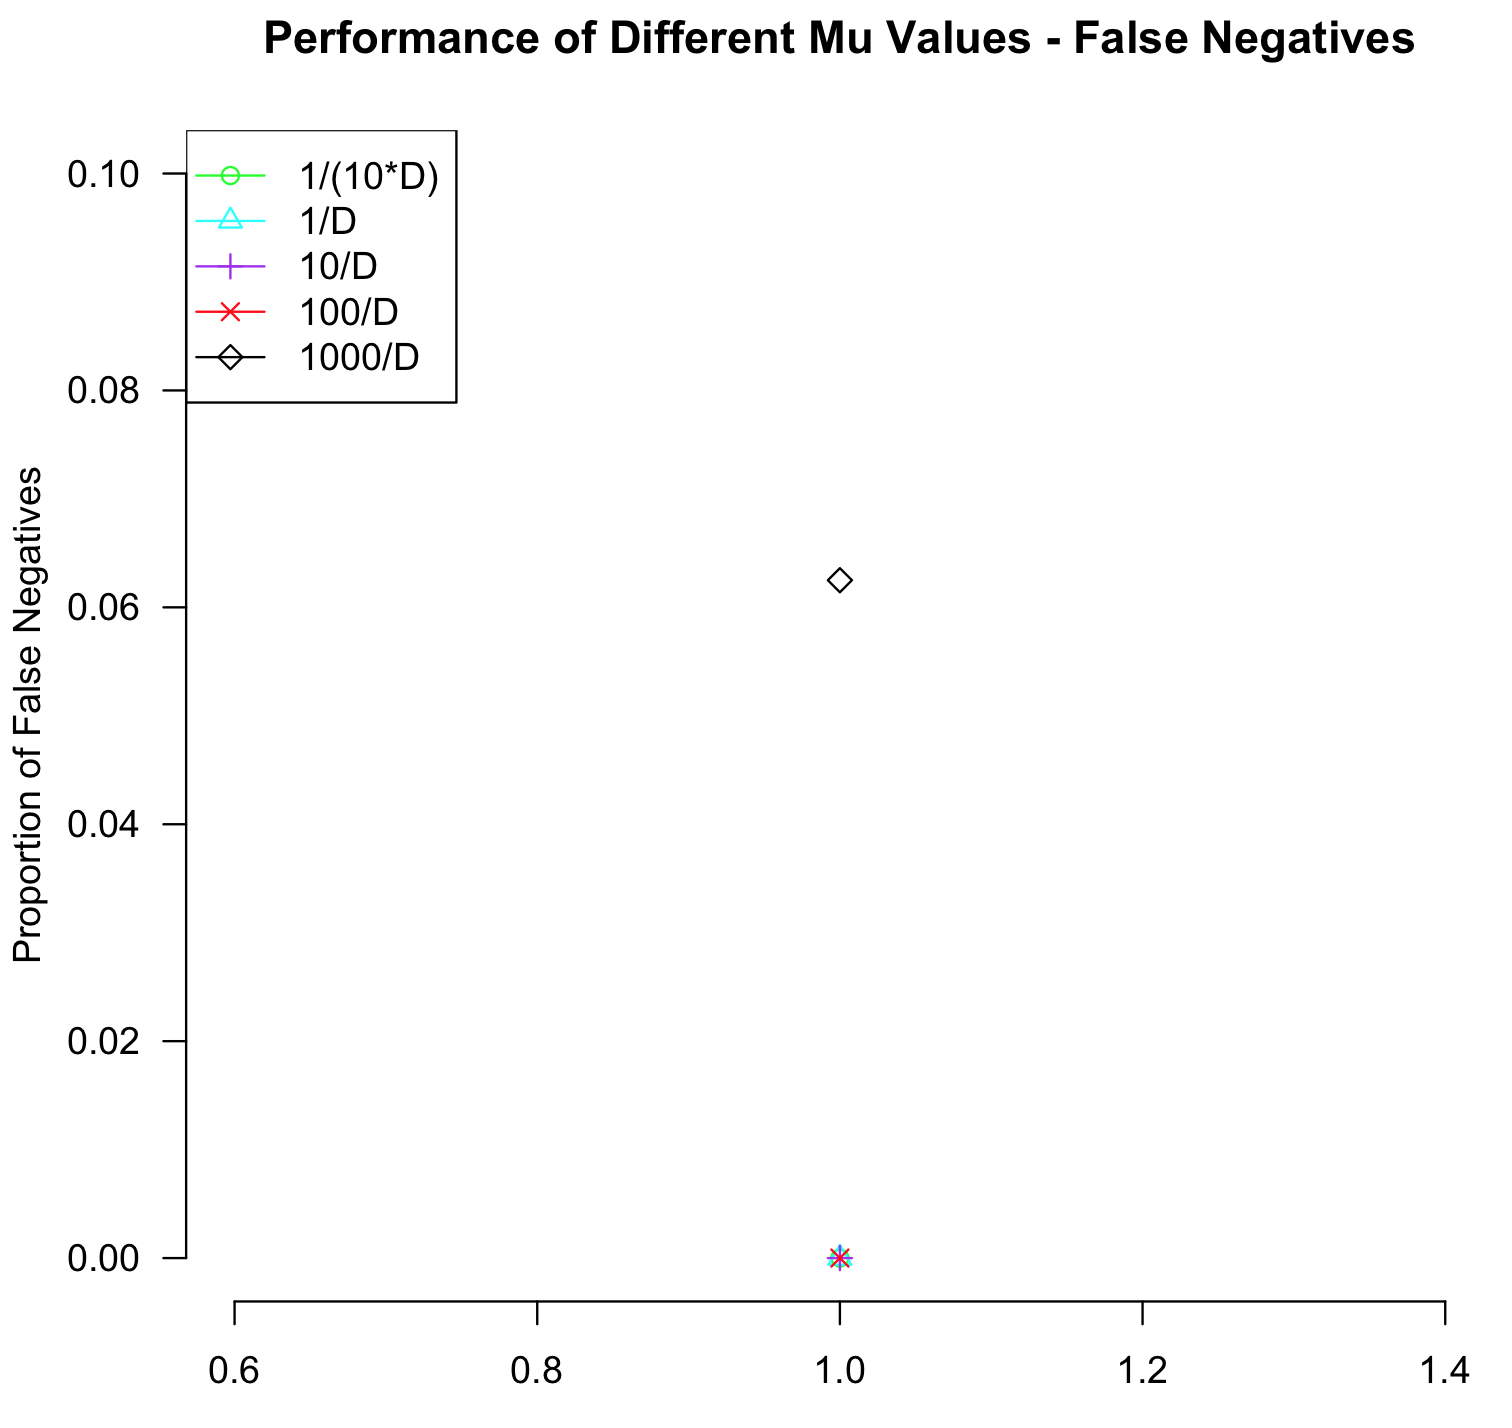 Performance of Different Mu Values - False Negatives
1/(10*D)
1/D
10/D
100/D
1000/D
Proportion of False Negatives
0.10
0.08
0.06
0.04
0.02
0.00
0.6 0.8 1.0 1.2 1.4